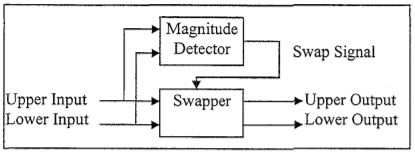 Magnitude
Detector
Swap Signal
Upper Input
Lower Input
Swapper
Upper Output
Lower Output